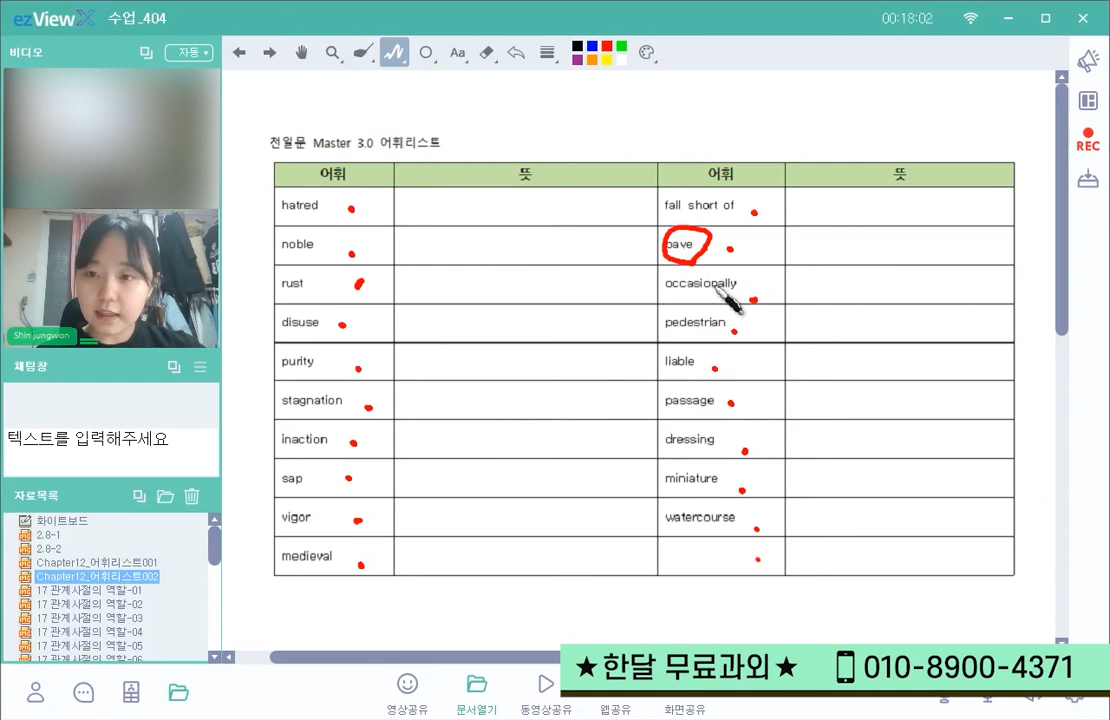 ezViewX 수업_404 00:18:02
비디오 자동
Aa
REC
Shin jungwon
채팅창
텍스트를 입력해주세요
자료목록
화이트보드
2.8-1
2.8-2
Chapter12_어휘리스트001
Chapter12_어휘리스트002
17 관계사절의 역할-01
17 관계사절의 역할-02
17 관계사절의 역할-03
17 관계사절의 역할-04
17 관계사절의 역할-05
17 관계사절의 역할-06
천일문 Master 3.0 어휘리스트
어휘 뜻 어휘 뜻
hatred fall short of
noble pave
rust occasionally
disuse pedestrian
purity liable
stagnation passage
inaction dressing
sap miniature
vigor watercourse
medieval
★한달 무료과외★ 010-8900-4371
영상공유 문서열기 동영상공유 웹공유 화면공유